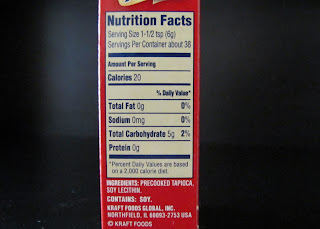 Nutrition Facts
Serving Size 1-1/2 tsp (6g)
Servings Per Container about 38
Amount Per Serving
Calories 20
% Daily Value*
Total Fat 0g 0%
Sodium 0mg 0%
Total Carbohydrate 5g 2%
Protein 0g
*Percent Daily Values are based
on a 2,000 calorie diet.
INGREDIENTS: PRECOOKED TAPIOCA,
SOY LECITHIN.
CONTAINS: SOY.
KRAFT FOODS GLOBAL, INC.
NORTHFIELD, IL 60093-2753 USA
© KRAFT FOODS